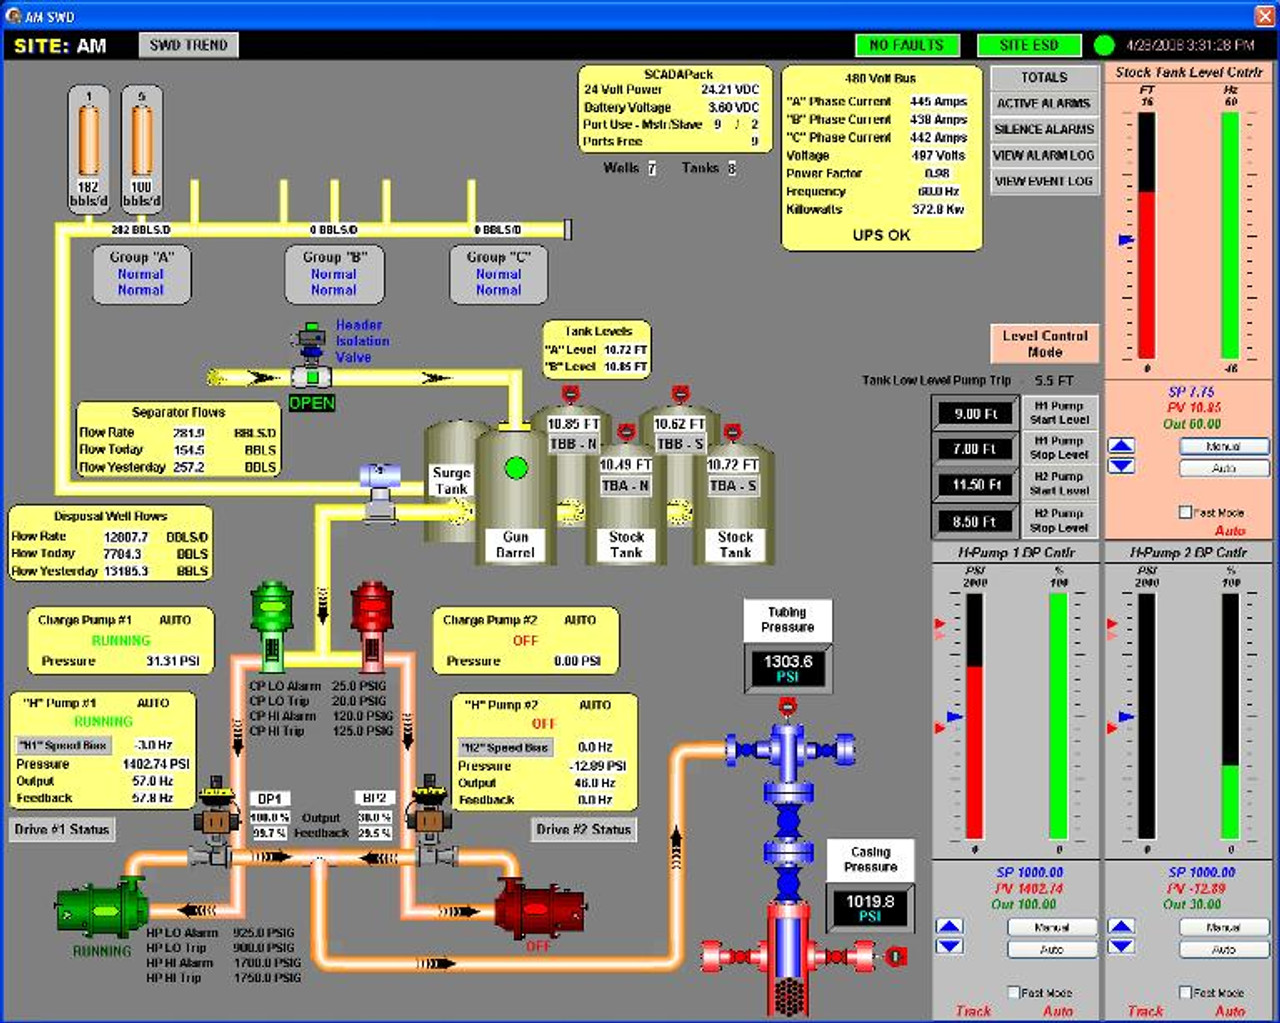 AM SWD
SITE: AM
SWD TREND
NO FAULTS
SITE ESD
4/28/2008 3:31:28 PM
1
5
182
bbls/d
100
bbls/d
282 BBLS/D
0 BBLS/D
0 BBLS/D
Group "A"
Normal
Normal
Group "B"
Normal
Normal
Group "C"
Normal
Normal
SCADAPack
24 Volt Power 24.21 VDC
Battery Voltage 3.60 VDC
Port Use - Mstr/Slave 9 / 2
Ports Free 9
Wells 7 Tanks 8
480 Volt Bus
"A" Phase Current 445 Amps
"B" Phase Current 438 Amps
"C" Phase Current 442 Amps
Voltage 497 Volts
Power Factor 0.98
Frequency 60.0 Hz
Kilowatts 372.8 Kw
UPS OK
TOTALS
ACTIVE ALARMS
SILENCE ALARMS
VIEW ALARM LOG
VIEW EVENT LOG
Stock Tank Level Cntrlr
FT Hz
16 60
0 -46
SP 7.75
PV 10.85
Out 60.00
Manual
Auto
Fast Mode
Auto
Level Control
Mode
Tank Low Level Pump Trip - 5.5 FT
9.00 Ft H1 Pump
Start Level
7.00 Ft H1 Pump
Stop Level
11.50 Ft H2 Pump
Start Level
8.50 Ft H2 Pump
Stop Level
Header
Isolation
Valve
OPEN
Tank Levels
"A" Level 10.72 FT
"B" Level 10.85 FT
Separator Flows
Flow Rate 281.9 BBLS/D
Flow Today 154.5 BBLS
Flow Yesterday 257.2 BBLS
Surge
Tank
Gun
Barrel
10.85 FT
TBB - N
10.62 FT
TBB - S
10.49 FT
TBA - N
10.72 FT
TBA - S
Stock
Tank
Stock
Tank
Disposal Well Flows
Flow Rate 12807.7 BBLS/D
Flow Today 7704.3 BBLS
Flow Yesterday 13185.3 BBLS
Charge Pump #1 AUTO
RUNNING
Pressure 31.31 PSI
Charge Pump #2 AUTO
OFF
Pressure 0.00 PSI
CP LO Alarm 25.0 PSIG
CP LO Trip 20.0 PSIG
CP HI Alarm 120.0 PSIG
CP HI Trip 125.0 PSIG
"H" Pump #1 AUTO
RUNNING
"H1" Speed Bias -3.0 Hz
Pressure 1402.74 PSI
Output 57.0 Hz
Feedback 57.8 Hz
Drive #1 Status
"H" Pump #2 AUTO
OFF
"H2" Speed Bias 0.0 Hz
Pressure -12.89 PSI
Output 46.0 Hz
Feedback 0.0 Hz
Drive #2 Status
BP1 BP2
100.0 % Output 30.0 %
99.7 % Feedback 29.5 %
RUNNING
OFF
HP LO Alarm 925.0 PSIG
HP LO Trip 900.0 PSIG
HP HI Alarm 1700.0 PSIG
HP HI Trip 1750.0 PSIG
Tubing
Pressure
1303.6
PSI
Casing
Pressure
1019.8
PSI
H-Pump 1 BP Cntlr
PSI %
2000 100
0 0
SP 1000.00
PV 1402.74
Out 100.00
Manual
Auto
Fast Mode
Track Auto
H-Pump 2 BP Cntlr
PSI %
2000 100
0 0
SP 1000.00
PV -12.89
Out 30.00
Manual
Auto
Fast Mode
Track Auto